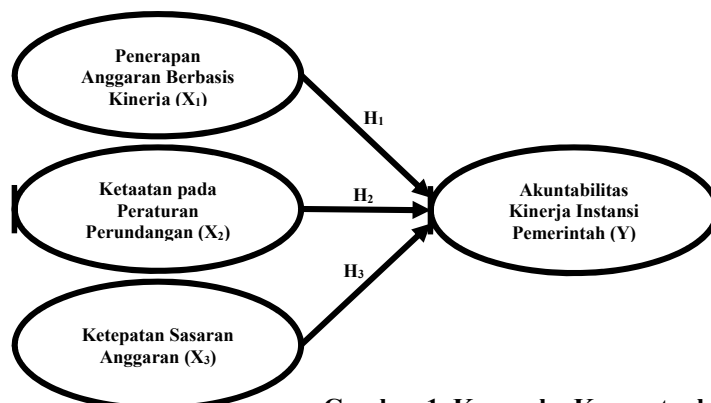 Penerapan
Anggaran Berbasis
Kinerja (X₁)
H₁
Ketaatan pada
Peraturan
Perundangan (X₂)
H₂
Akuntabilitas
Kinerja Instansi
Pemerintah (Y)
H₃
Ketepatan Sasaran
Anggaran (X₃)